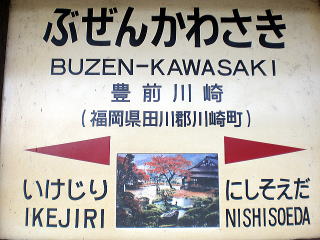 ぶぜんかわさき
BUZEN-KAWASAKI
豊前川崎
(福岡県田川郡川崎町)
いけじり にしそえだ
IKEJIRI NISHISOEDA